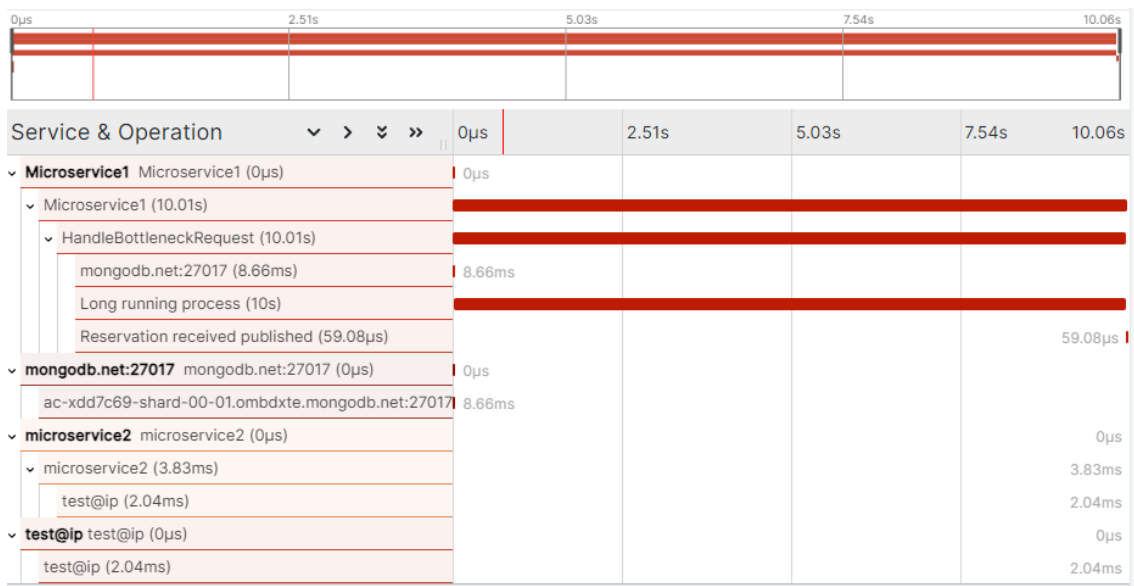 0µs 2.51s 5.03s 7.54s 10.06s
Service & Operation 0µs 2.51s 5.03s 7.54s 10.06s
Microservice1 Microservice1 (0µs) 0µs
Microservice1 (10.01s)
HandleBottleneckRequest (10.01s)
mongodb.net:27017 (8.66ms) 8.66ms
Long running process (10s)
Reservation received published (59.08µs) 59.08µs
mongodb.net:27017 mongodb.net:27017 (0µs) 0µs
ac-xdd7c69-shard-00-01.ombdxte.mongodb.net:27017 8.66ms
microservice2 microservice2 (0µs) 0µs
microservice2 (3.83ms) 3.83ms
test@ip (2.04ms) 2.04ms
test@ip test@ip (0µs) 0µs
test@ip (2.04ms) 2.04ms